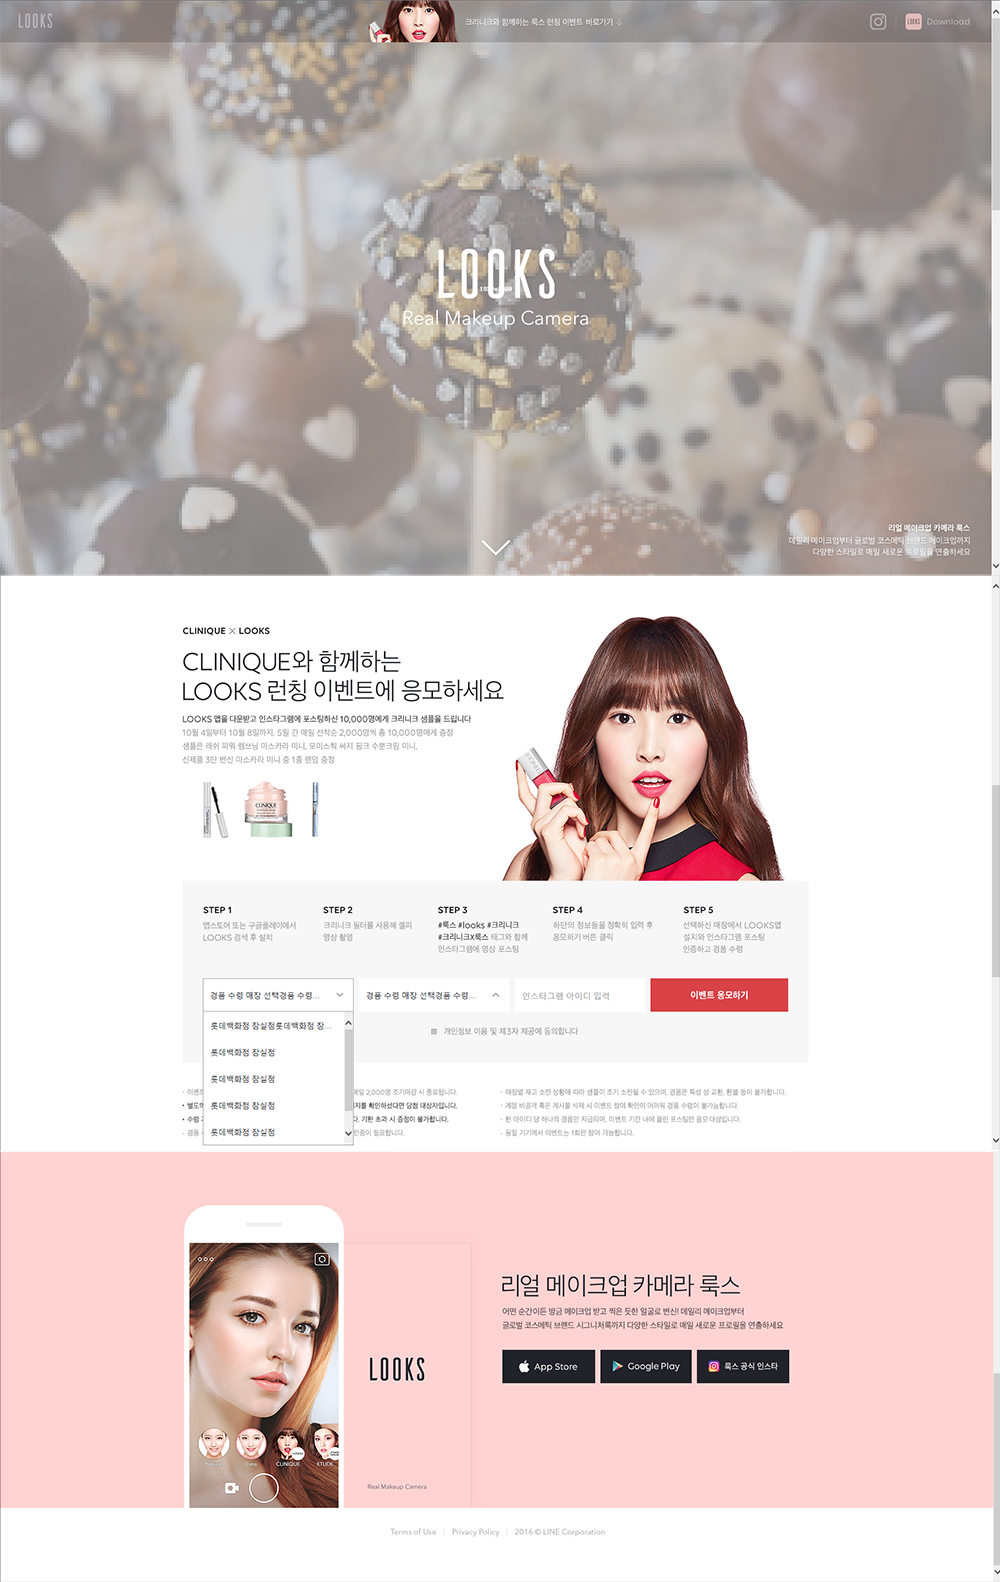 LOOKS
크리니크와 함께하는 룩스 런칭 이벤트 바로가기
LOOKS
Download
LOOKS
Real Makeup Camera
리얼 메이크업 카메라 룩스
데일리 메이크업부터 글로벌 코스메틱 브랜드 메이크업까지
다양한 스타일로 매일 새로운 프로필을 연출하세요
CLINIQUE × LOOKS
CLINIQUE와 함께하는
LOOKS 런칭 이벤트에 응모하세요
LOOKS 앱을 다운받고 인스타그램에 포스팅하신 10,000명에게 크리니크 샘플을 드립니다
10월 4일부터 10월 8일까지, 5일 간 매일 선착순 2,000명씩 총 10,000명에게 증정
샘플은 래쉬 파워 웽쓰닝 마스카라 미니, 모이스춰 써지 핑크 수분크림 미니,
신제품 3단 변신 마스카라 미니 중 1종 랜덤 증정
CLINIQUE
STEP 1
앱스토어 또는 구글플레이에서
LOOKS 검색 후 설치
STEP 2
크리니크 필터를 사용해 셀피
영상 촬영
STEP 3
#룩스 #looks #크리니크
#크리니크X룩스 태그와 함께
인스타그램에 영상 포스팅
STEP 4
하단의 정보들을 정확히 입력 후
응모하기 버튼 클릭
STEP 5
선택하신 매장에서 LOOKS앱
설치와 인스타그램 포스팅
인증하고 경품 수령
경품 수령 매장 선택경품 수령...
경품 수령 매장 선택경품 수령...
인스타그램 아이디 입력
이벤트 응모하기
롯데백화점 잠실점롯데백화점 잠...
롯데백화점 잠실점
롯데백화점 잠실점
롯데백화점 잠실점
롯데백화점 잠실점
개인정보 이용 및 제3자 제공에 동의합니다
· 이벤트
매일 2,000명 조기마감 시 종료됩니다.
· 별도의
지를 확인하셨다면 당첨 대상자입니다.
· 수령
기한 초과 시 증정이 불가합니다.
· 경품
인증이 필요합니다.
· 매장별 재고 소진 상황에 따라 샘플이 조기 소진될 수 있으며, 경품은 특성 상 교환, 환불 등이 불가합니다.
· 계정 비공개 혹은 게시물 삭제 시 이벤트 참여 확인이 어려워 경품 수령이 불가능합니다.
· 한 아이디 당 하나의 경품만 지급되며, 이벤트 기간 내에 올린 포스팅만 응모 대상입니다.
· 동일 기기에서 이벤트는 1회만 참여 가능합니다.
Natural
CLINIQUE
ETUDE
LOOKS
Real Makeup Camera
리얼 메이크업 카메라 룩스
어떤 순간이든 방금 메이크업 받고 찍은 듯한 얼굴로 변신! 데일리 메이크업부터
글로벌 코스메틱 브랜드 시그니처룩까지 다양한 스타일로 매일 새로운 프로필을 연출하세요
App Store
Google Play
룩스 공식 인스타
Terms of Use | Privacy Policy | 2016 © LINE Corporation